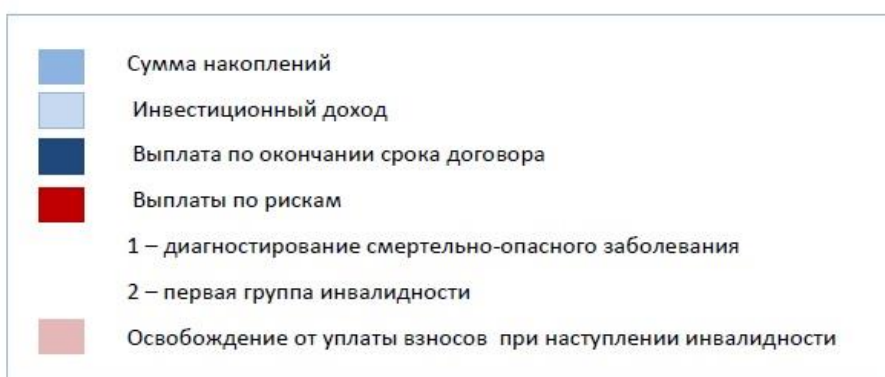 Сумма накоплений
Инвестиционный доход
Выплата по окончании срока договора
Выплаты по рискам
1 – диагностирование смертельно-опасного заболевания
2 – первая группа инвалидности
Освобождение от уплаты взносов при наступлении инвалидности